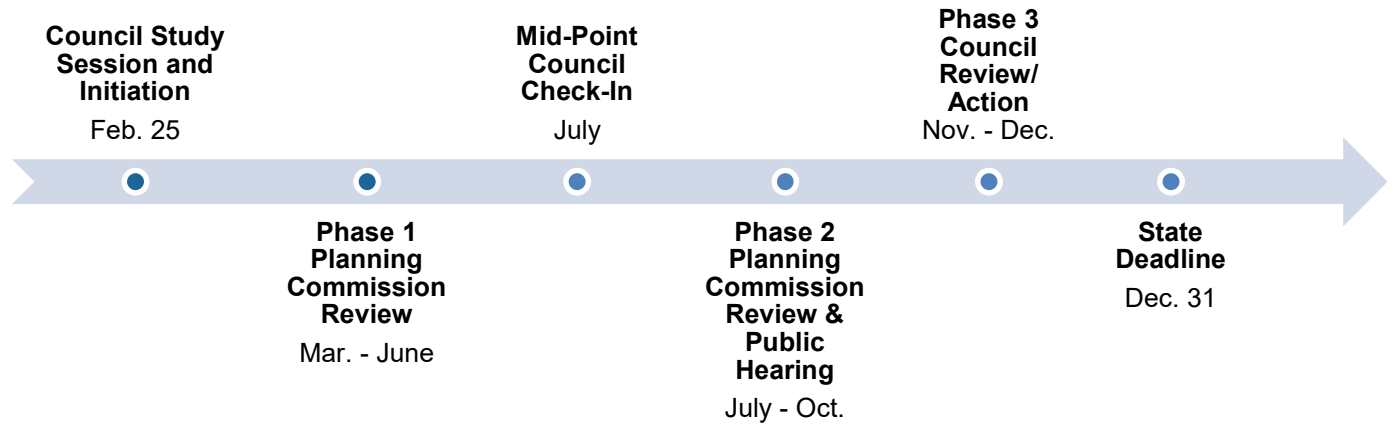 Council Study
Session and
Initiation
Feb. 25
Phase 1
Planning
Commission
Review
Mar. - June
Mid-Point
Council
Check-In
July
Phase 2
Planning
Commission
Review &
Public
Hearing
July - Oct.
Phase 3
Council
Review/
Action
Nov. - Dec.
State
Deadline
Dec. 31